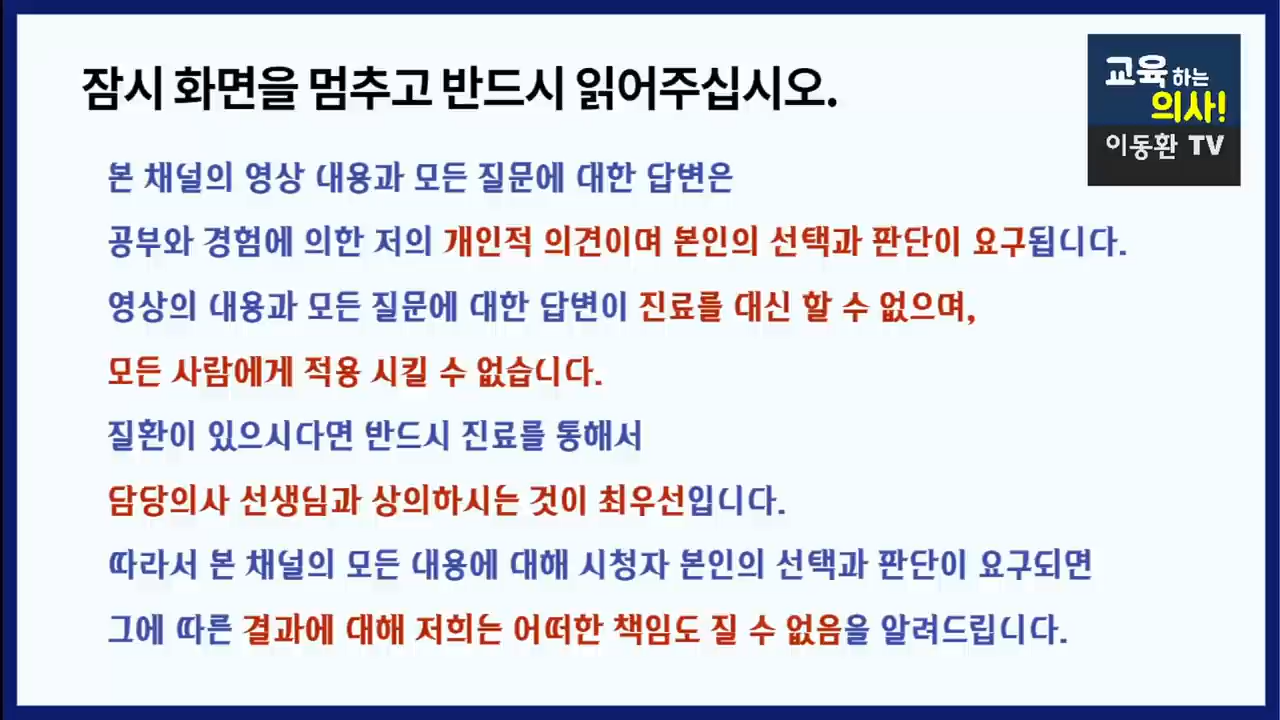 잠시 화면을 멈추고 반드시 읽어주십시오.
교육하는
의사!
이동환 TV
본 채널의 영상 내용과 모든 질문에 대한 답변은
공부와 경험에 의한 저의 개인적 의견이며 본인의 선택과 판단이 요구됩니다.
영상의 내용과 모든 질문에 대한 답변이 진료를 대신 할 수 없으며,
모든 사람에게 적용 시킬 수 없습니다.
질환이 있으시다면 반드시 진료를 통해서
담당의사 선생님과 상의하시는 것이 최우선입니다.
따라서 본 채널의 모든 내용에 대해 시청자 본인의 선택과 판단이 요구되면
그에 따른 결과에 대해 저희는 어떠한 책임도 질 수 없음을 알려드립니다.